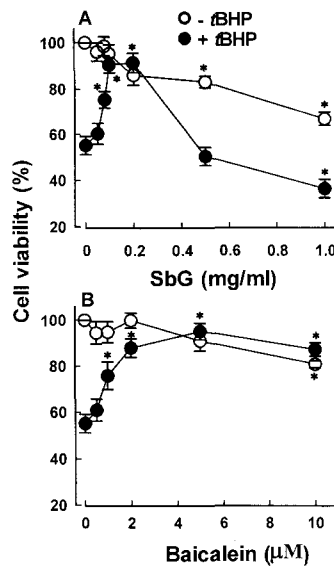 A
○ - tBHP
● + tBHP
Cell viability (%)
100
80
60
40
20
* * * * * *
0.0 0.2 0.4 0.6 0.8 1.0
SbG (mg/ml)
B
100
80
60
40
20
* * * * *
0 2 4 6 8 10
Baicalein (μM)